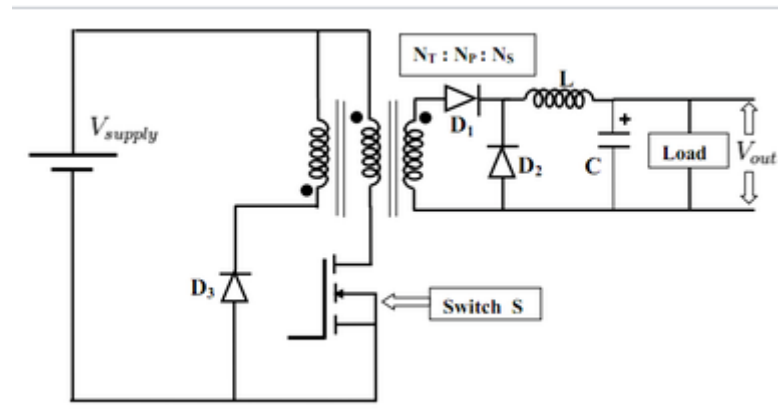 N_T : N_P : N_S
L
V_supply
D_1
+
D_2
C
Load
V_out
D_3
Switch S